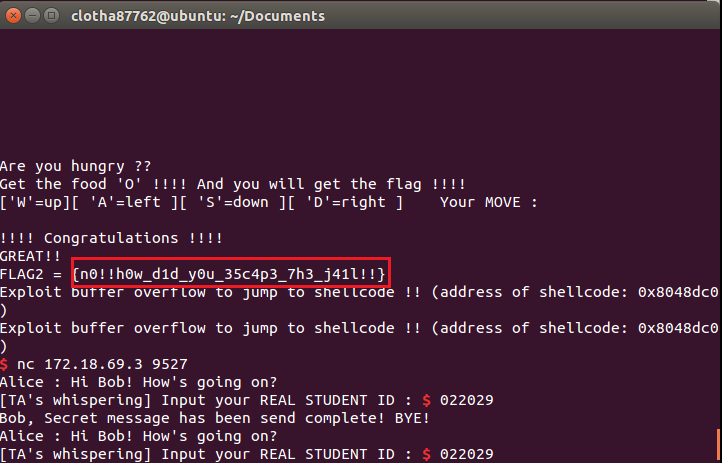 clotha87762@ubuntu: ~/Documents
Are you hungry ??
Get the food 'O' !!!! And you will get the flag !!!!
['W'=up][ 'A'=left ][ 'S'=down ][ 'D'=right ]    Your MOVE :
!!!! Congratulations !!!!
GREAT!!
FLAG2 = {n0!!h0w_d1d_y0u_35c4p3_7h3_j41l!!}
Exploit buffer overflow to jump to shellcode !! (address of shellcode: 0x8048dc0
)
Exploit buffer overflow to jump to shellcode !! (address of shellcode: 0x8048dc0
)
$ nc 172.18.69.3 9527
Alice : Hi Bob! How's going on?
[TA's whispering] Input your REAL STUDENT ID : $ 022029
Bob, Secret message has been send complete! BYE!
Alice : Hi Bob! How's going on?
[TA's whispering] Input your REAL STUDENT ID : $ 022029